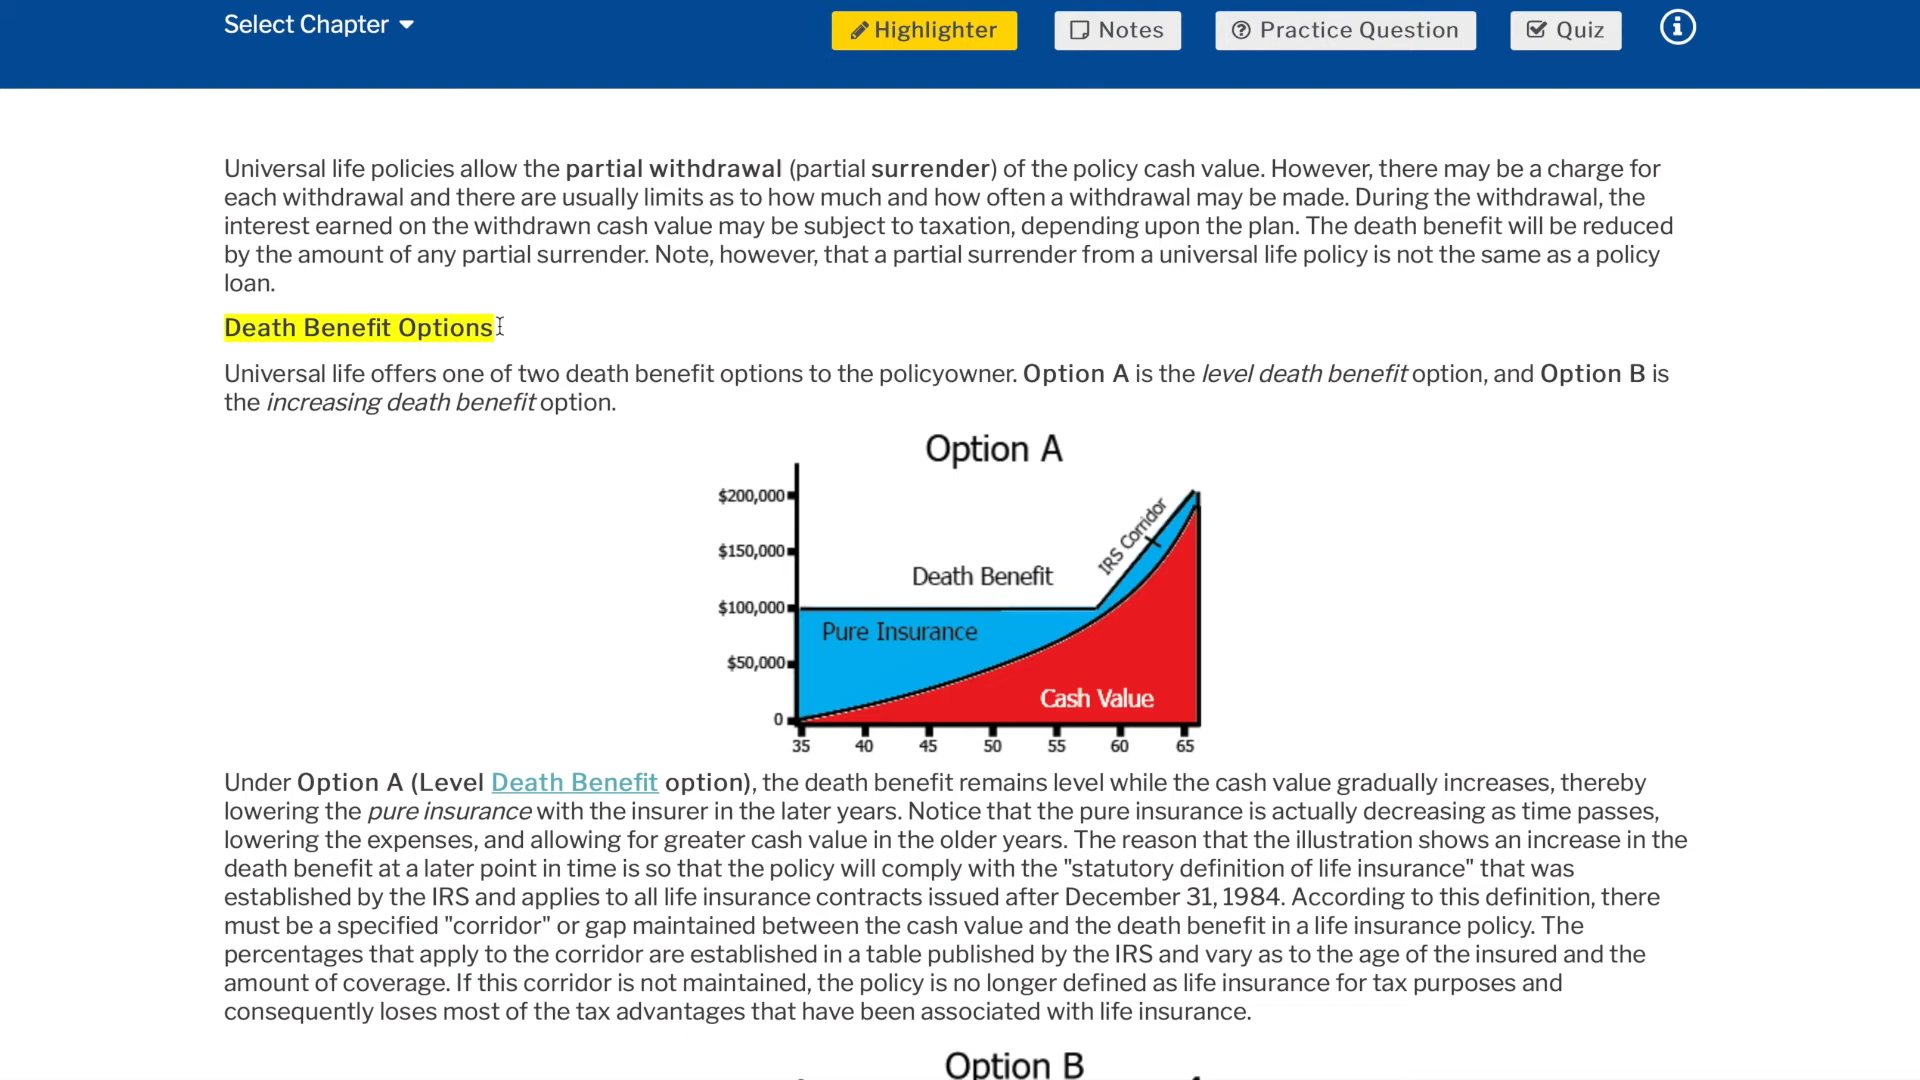 Select Chapter
Highlighter
Notes
Practice Question
Quiz
Universal life policies allow the partial withdrawal (partial surrender) of the policy cash value. However, there may be a charge for
each withdrawal and there are usually limits as to how much and how often a withdrawal may be made. During the withdrawal, the
interest earned on the withdrawn cash value may be subject to taxation, depending upon the plan. The death benefit will be reduced
by the amount of any partial surrender. Note, however, that a partial surrender from a universal life policy is not the same as a policy
loan.
Death Benefit Options
Universal life offers one of two death benefit options to the policyowner. Option A is the level death benefit option, and Option B is
the increasing death benefit option.
Option A
$200,000
$150,000
$100,000
$50,000
0
IRS Corridor
Death Benefit
Pure Insurance
Cash Value
35 40 45 50 55 60 65
Under Option A (Level Death Benefit option), the death benefit remains level while the cash value gradually increases, thereby
lowering the pure insurance with the insurer in the later years. Notice that the pure insurance is actually decreasing as time passes,
lowering the expenses, and allowing for greater cash value in the older years. The reason that the illustration shows an increase in the
death benefit at a later point in time is so that the policy will comply with the "statutory definition of life insurance" that was
established by the IRS and applies to all life insurance contracts issued after December 31, 1984. According to this definition, there
must be a specified "corridor" or gap maintained between the cash value and the death benefit in a life insurance policy. The
percentages that apply to the corridor are established in a table published by the IRS and vary as to the age of the insured and the
amount of coverage. If this corridor is not maintained, the policy is no longer defined as life insurance for tax purposes and
consequently loses most of the tax advantages that have been associated with life insurance.
Option B